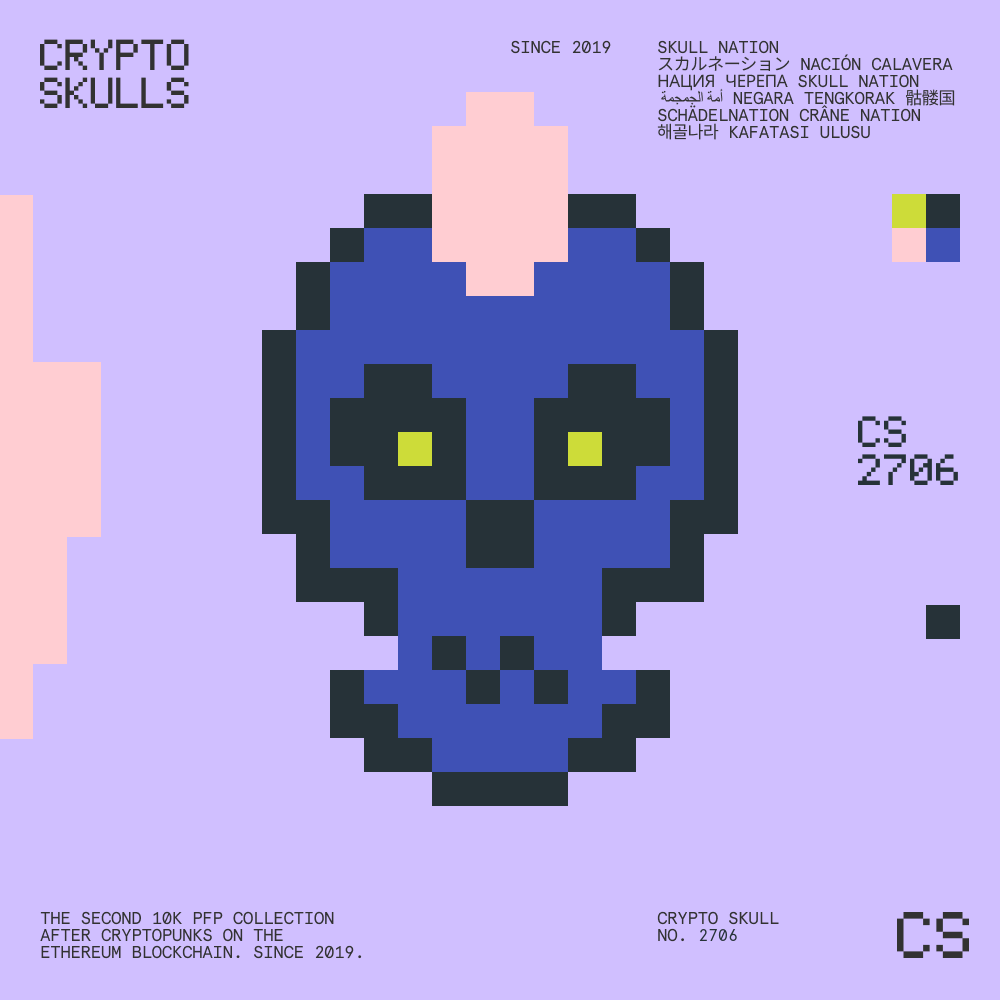 CRYPTO
SKULLS
SINCE 2019
SKULL NATION
スカルネーション NACIÓN CALAVERA
НАЦИЯ ЧЕРЕПА SKULL NATION
أمة الجمجمة NEGARA TENGKORAK 骷髅国
SCHÄDELNATION CRÂNE NATION
해골나라 KAFATASI ULUSU
CS
2706
THE SECOND 10K PFP COLLECTION
AFTER CRYPTOPUNKS ON THE
ETHEREUM BLOCKCHAIN. SINCE 2019.
CRYPTO SKULL
NO. 2706
CS